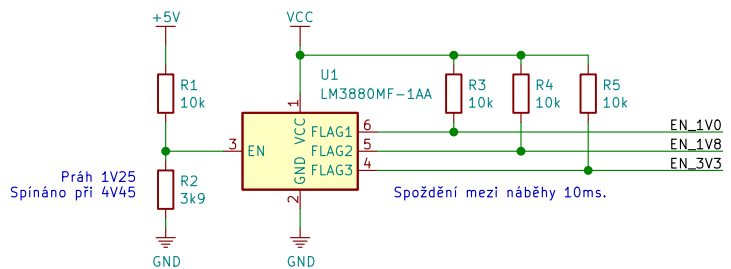 +5V
VCC
R1
10k
U1
LM3880MF-1AA
R3
10k
R4
10k
R5
10k
1
VCC
3
EN
FLAG1
6
EN_1V0
FLAG2
5
EN_1V8
FLAG3
4
EN_3V3
GND
2
Práh 1V25
Spínáno při 4V45
R2
3k9
Spoždění mezi náběhy 10ms.
GND
GND